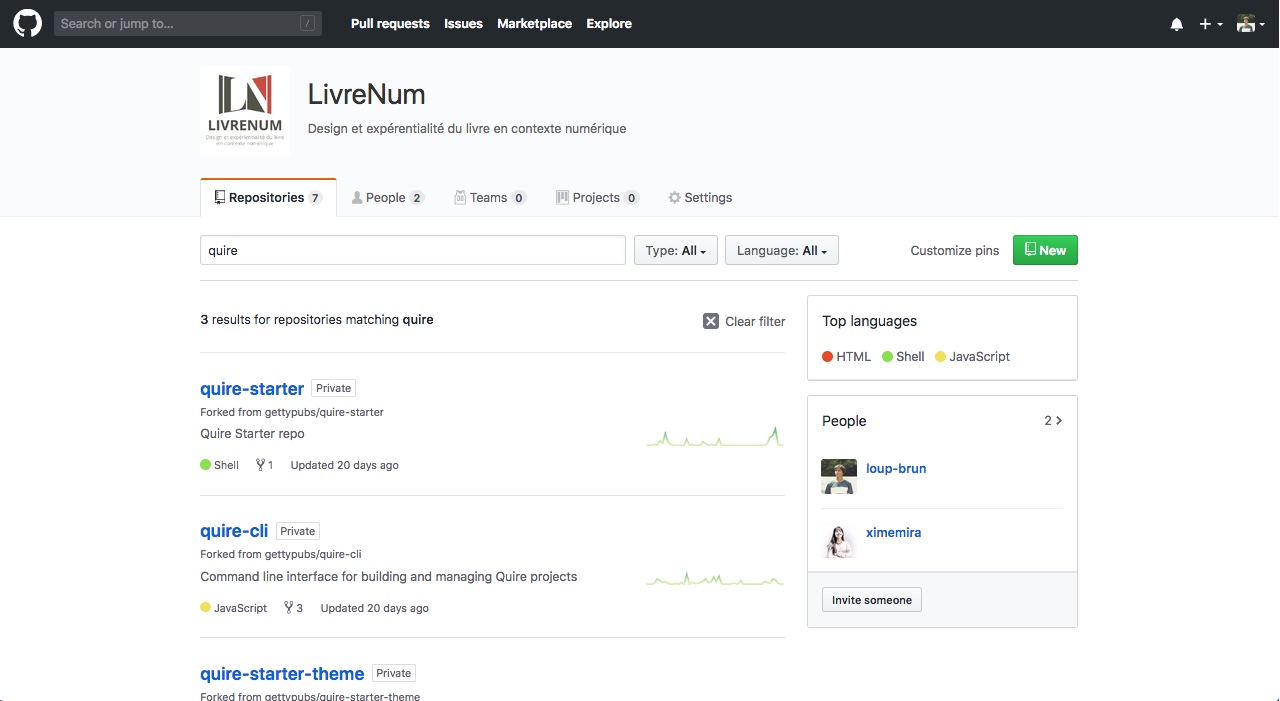 Search or jump to...
/
Pull requests Issues Marketplace Explore
LIVRENUM
Design et expérentialité du livre
en contexte numérique
LivreNum
Design et expérentialité du livre en contexte numérique
Repositories 7 People 2 Teams 0 Projects 0 Settings
quire Type: All Language: All Customize pins New
3 results for repositories matching quire Clear filter
quire-starter Private
Forked from gettypubs/quire-starter
Quire Starter repo
Shell 1 Updated 20 days ago
quire-cli Private
Forked from gettypubs/quire-cli
Command line interface for building and managing Quire projects
JavaScript 3 Updated 20 days ago
quire-starter-theme Private
Forked from gettypubs/quire-starter-theme
Top languages
HTML Shell JavaScript
People 2
loup-brun
ximemira
Invite someone